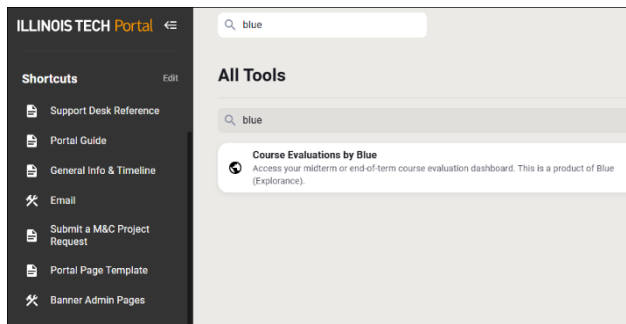 ILLINOIS TECH Portal
Shortcuts Edit
Support Desk Reference
Portal Guide
General Info & Timeline
Email
Submit a M&C Project
Request
Portal Page Template
Banner Admin Pages
blue
All Tools
blue
Course Evaluations by Blue
Access your midterm or end-of-term course evaluation dashboard. This is a product of Blue
(Explorance).